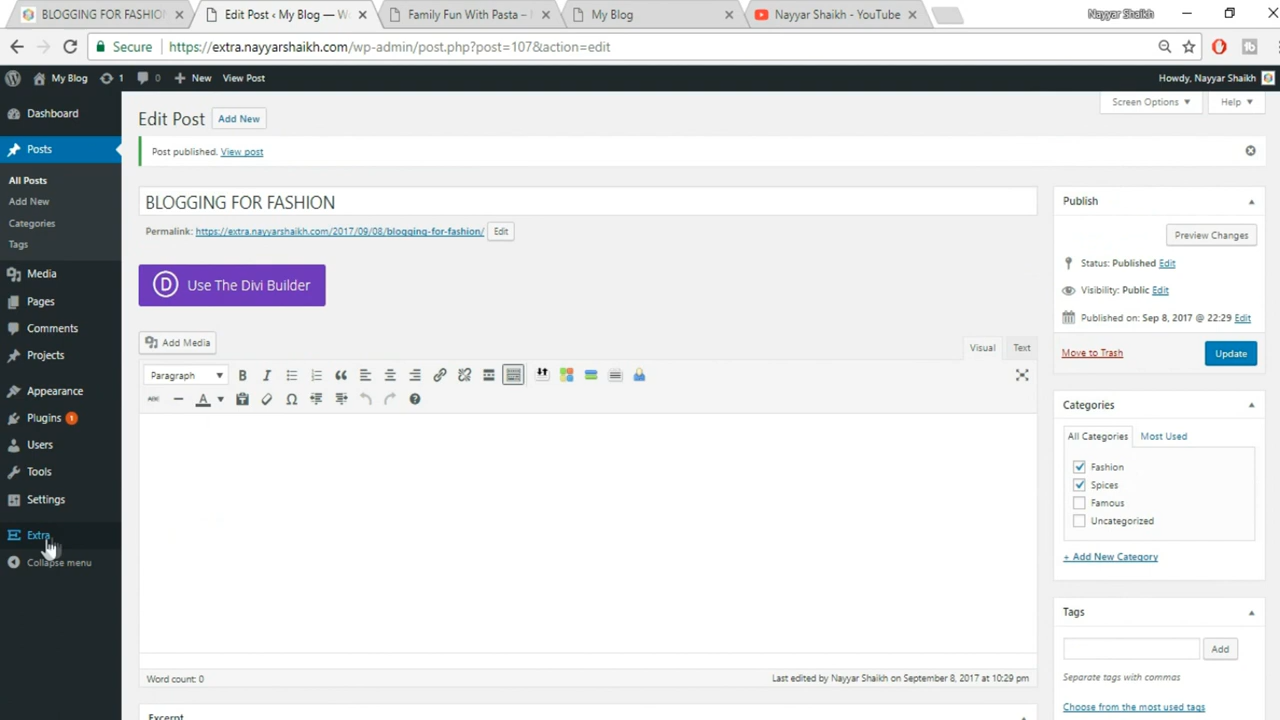 BLOGGING FOR FASHION
Edit Post ‹ My Blog — W
Family Fun With Pasta –
My Blog
Nayyar Shaikh - YouTube
Nayyar Shaikh
Secure
https://extra.nayyarshaikh.com/wp-admin/post.php?post=107&action=edit
My Blog
1
0
New
View Post
Howdy, Nayyar Shaikh
Dashboard
Posts
All Posts
Add New
Categories
Tags
Media
Pages
Comments
Projects
Appearance
Plugins 1
Users
Tools
Settings
Extra
Collapse menu
Screen Options
Help
Edit Post
Add New
Post published. View post
BLOGGING FOR FASHION
Permalink: https://extra.nayyarshaikh.com/2017/09/08/blogging-for-fashion/ Edit
D Use The Divi Builder
Add Media
Visual
Text
Paragraph
B
I
ABC
A
Word count: 0
Last edited by Nayyar Shaikh on September 8, 2017 at 10:29 pm
Excerpt
Publish
Preview Changes
Status: Published Edit
Visibility: Public Edit
Published on: Sep 8, 2017 @ 22:29 Edit
Move to Trash
Update
Categories
All Categories
Most Used
Fashion
Spices
Famous
Uncategorized
+ Add New Category
Tags
Add
Separate tags with commas
Choose from the most used tags